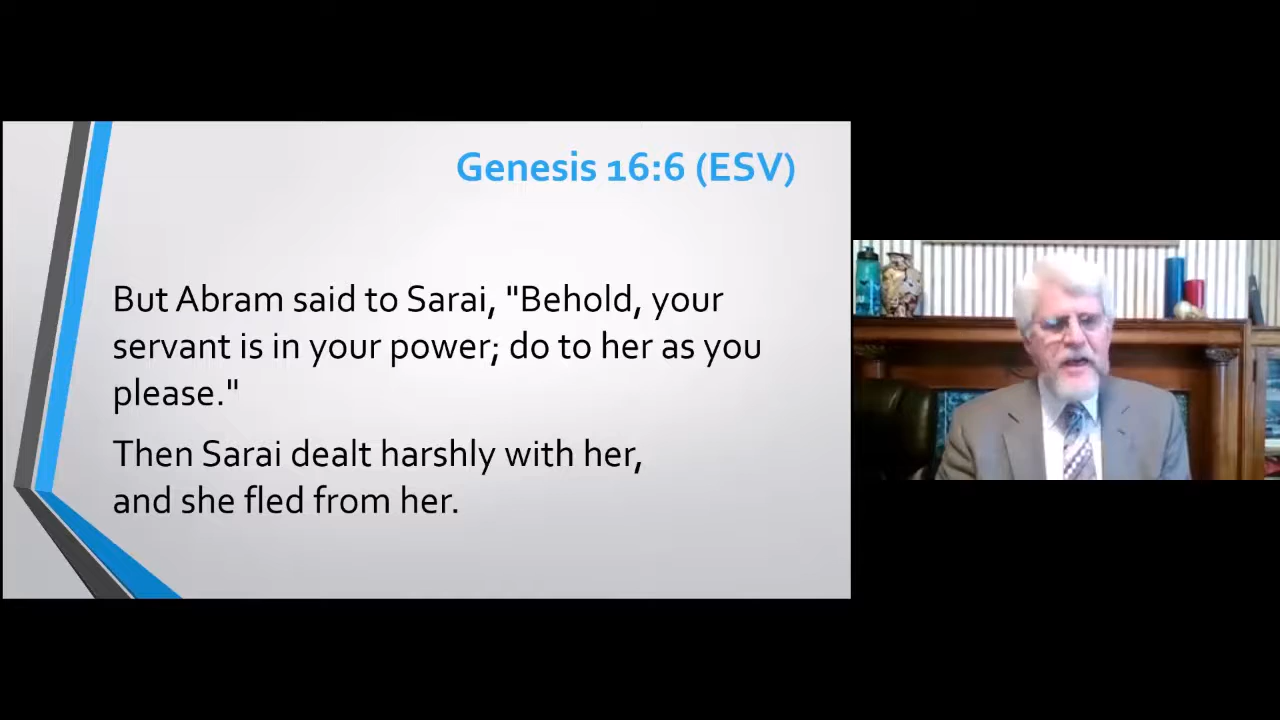 Genesis 16:6 (ESV)
But Abram said to Sarai, "Behold, your
servant is in your power; do to her as you
please."
Then Sarai dealt harshly with her,
and she fled from her.